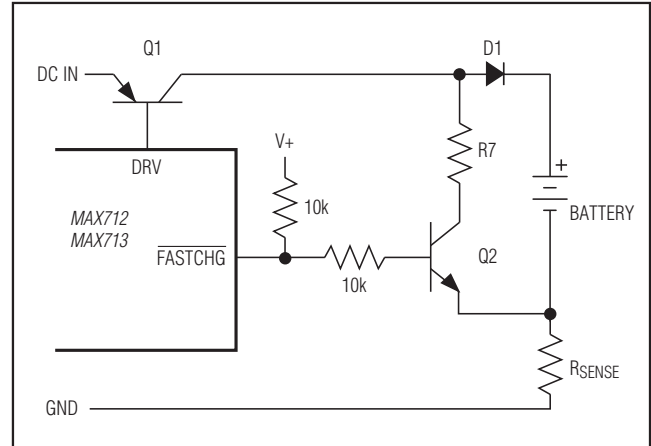 Q1
D1
DC IN
V+
R7
DRV
+
10k
MAX712
MAX713
BATTERY
FASTCHG
Q2
10k
RSENSE
GND